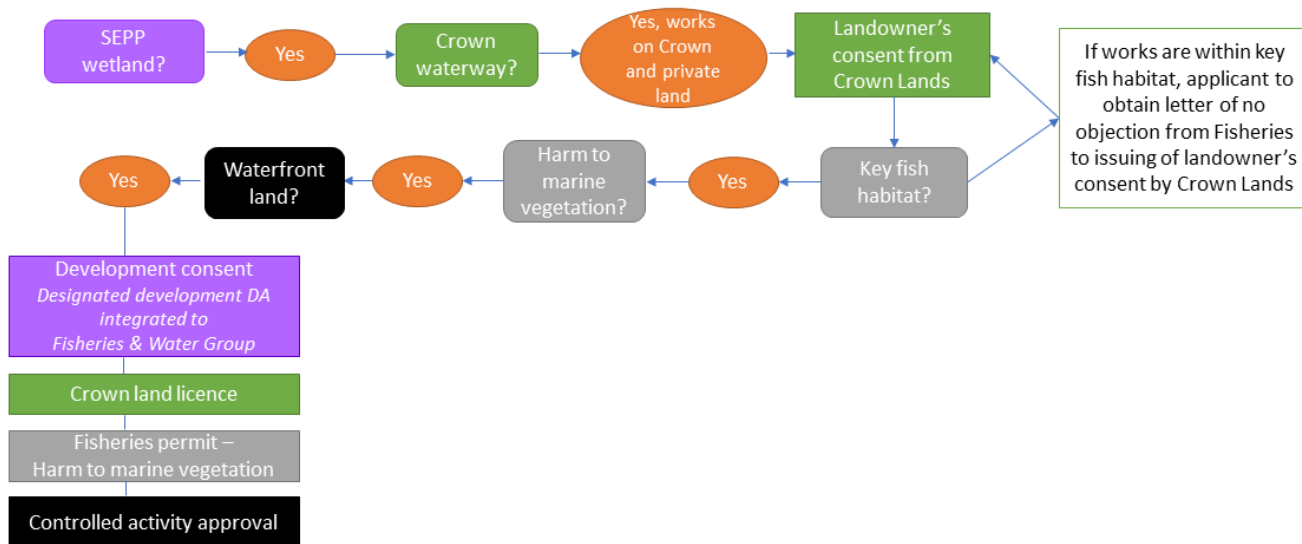 SEPP
wetland?
Yes
Crown
waterway?
Yes, works
on Crown
and private
land
Landowner's
consent from
Crown Lands
If works are within key
fish habitat, applicant to
obtain letter of no
objection from Fisheries
to issuing of landowner's
consent by Crown Lands
Key fish
habitat?
Yes
Harm to
marine
vegetation?
Yes
Waterfront
land?
Yes
Development consent
Designated development DA
integrated to
Fisheries & Water Group
Crown land licence
Fisheries permit –
Harm to marine vegetation
Controlled activity approval